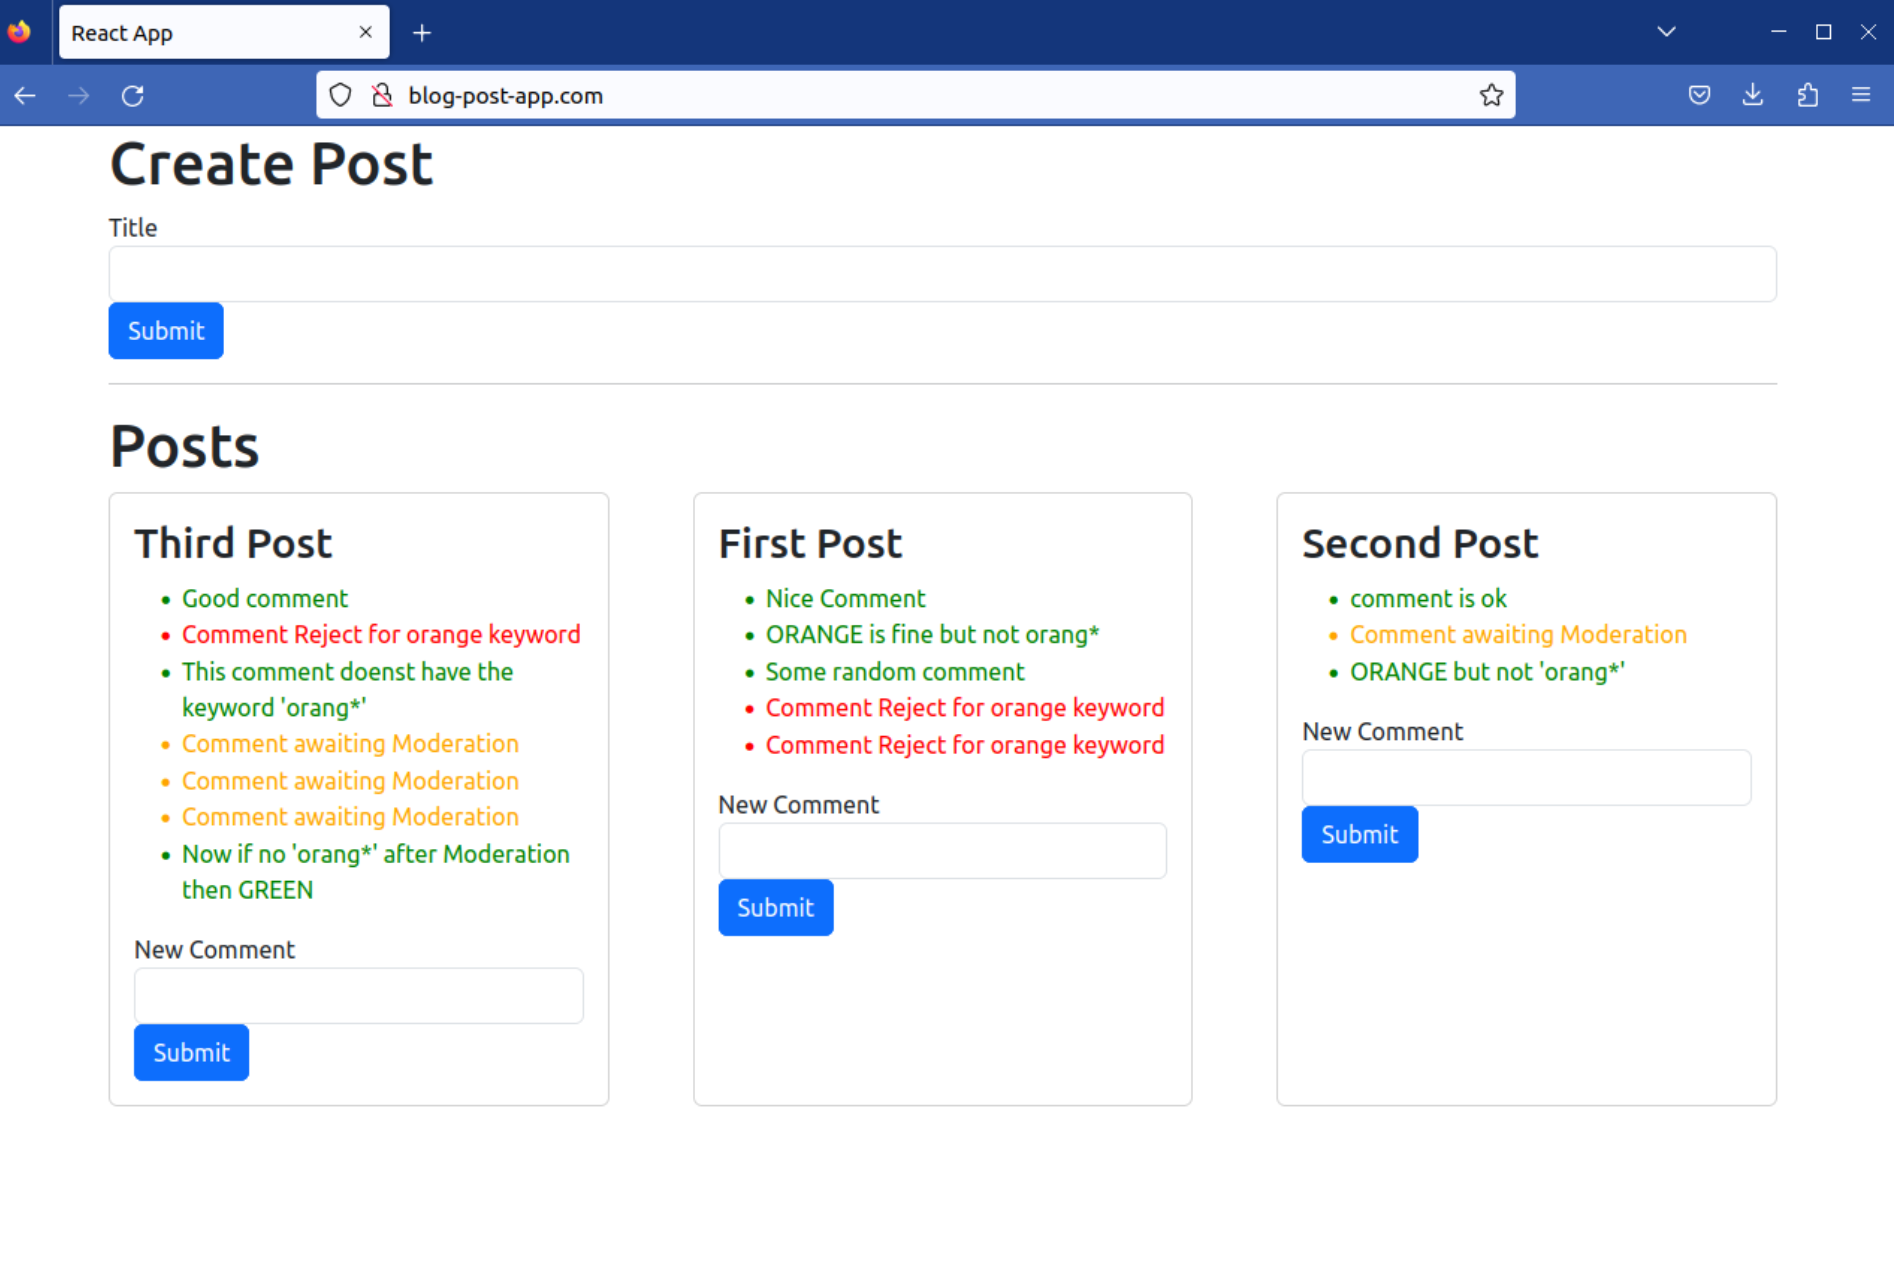 React App
blog-post-app.com
Create Post
Title
Submit
Posts
Third Post
• Good comment
• Comment Reject for orange keyword
• This comment doenst have the
keyword 'orang*'
• Comment awaiting Moderation
• Comment awaiting Moderation
• Comment awaiting Moderation
• Now if no 'orang*' after Moderation
then GREEN
New Comment
Submit
First Post
• Nice Comment
• ORANGE is fine but not orang*
• Some random comment
• Comment Reject for orange keyword
• Comment Reject for orange keyword
New Comment
Submit
Second Post
• comment is ok
• Comment awaiting Moderation
• ORANGE but not 'orang*'
New Comment
Submit